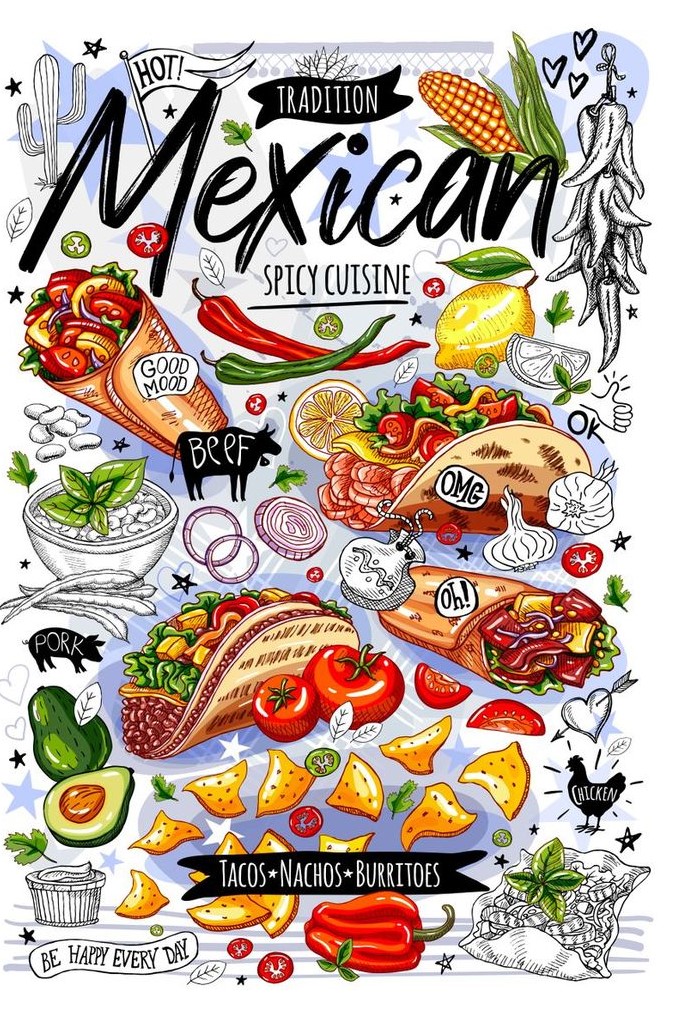 HOT!
TRADITION
Mexican
SPICY CUISINE
GOOD
MOOD
BEEF
OK
OMG
Oh!
PORK
CHICKEN
TACOS★NACHOS★BURRITOES
BE HAPPY EVERY DAY